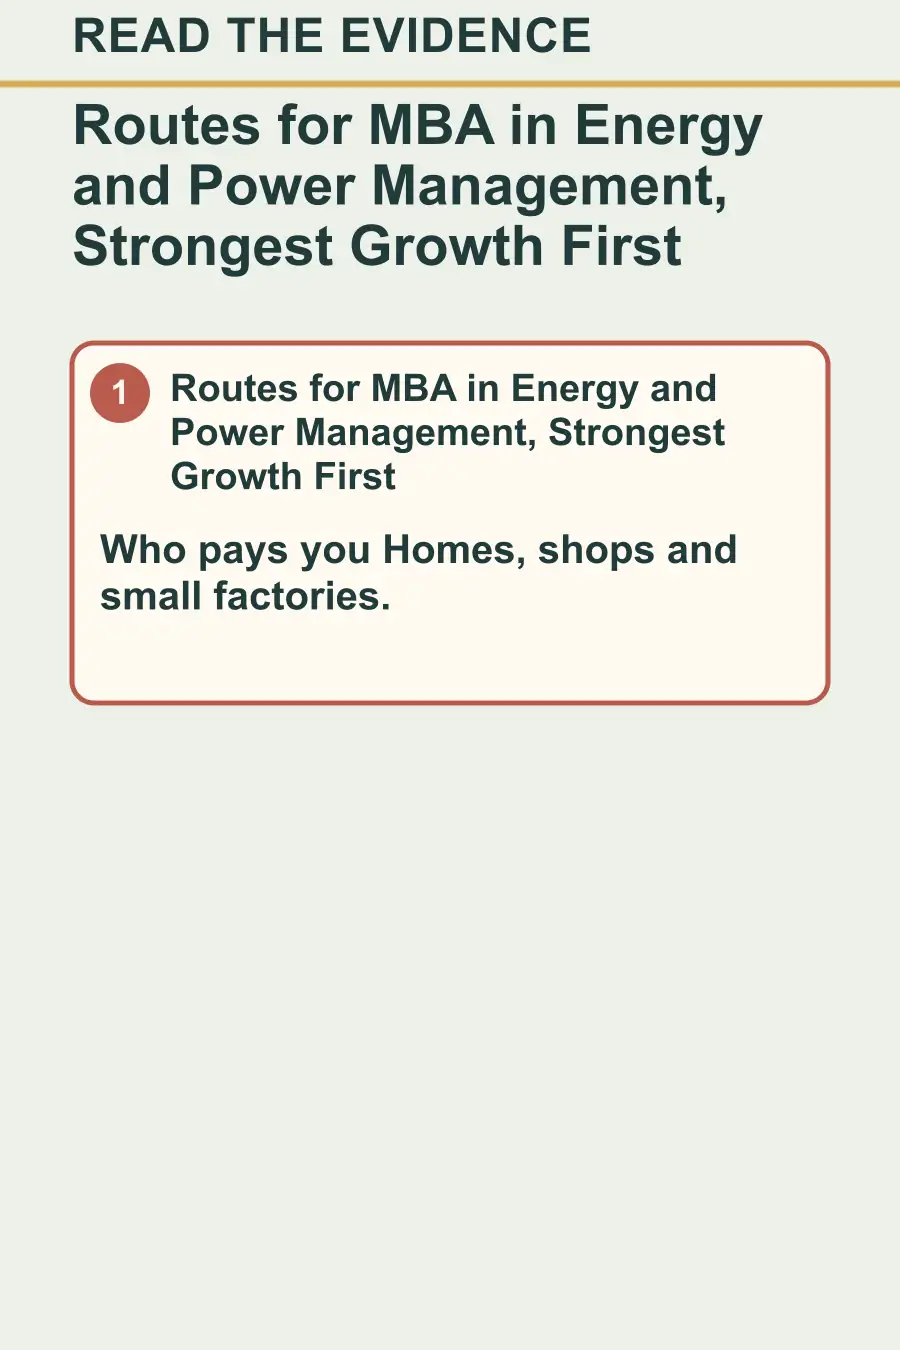 READ THE EVIDENCE
Routes for MBA in Energy
and Power Management,
Strongest Growth First
1
Routes for MBA in Energy and
Power Management, Strongest
Growth First
Who pays you Homes, shops and
small factories.